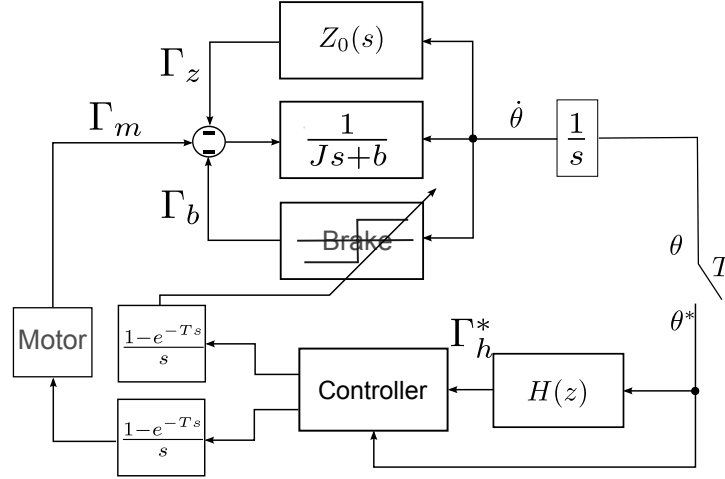 Z_0(s)
Γ_z
Γ_m
1
Js+b
θ̇
1
s
Γ_b
Brake
θ
T
θ*
Motor
1−e^{−Ts}
s
Γ_h^*
Controller
H(z)
1−e^{−Ts}
s